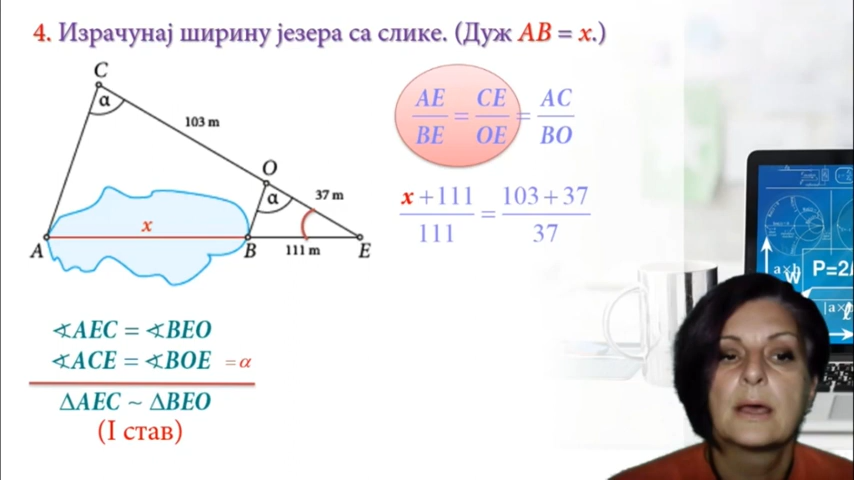 4. Израчунај ширину језера са слике. (Дуж AB = x.)
C
α
103 m
O
α
37 m
x
A
B
111 m
E
AE/BE = CE/OE = AC/BO
x + 111/111 = 103 + 37/37
∢AEC = ∢BEO
∢ACE = ∢BOE = α
ΔAEC ~ ΔBEO
(I став)
a×b
W
P=2